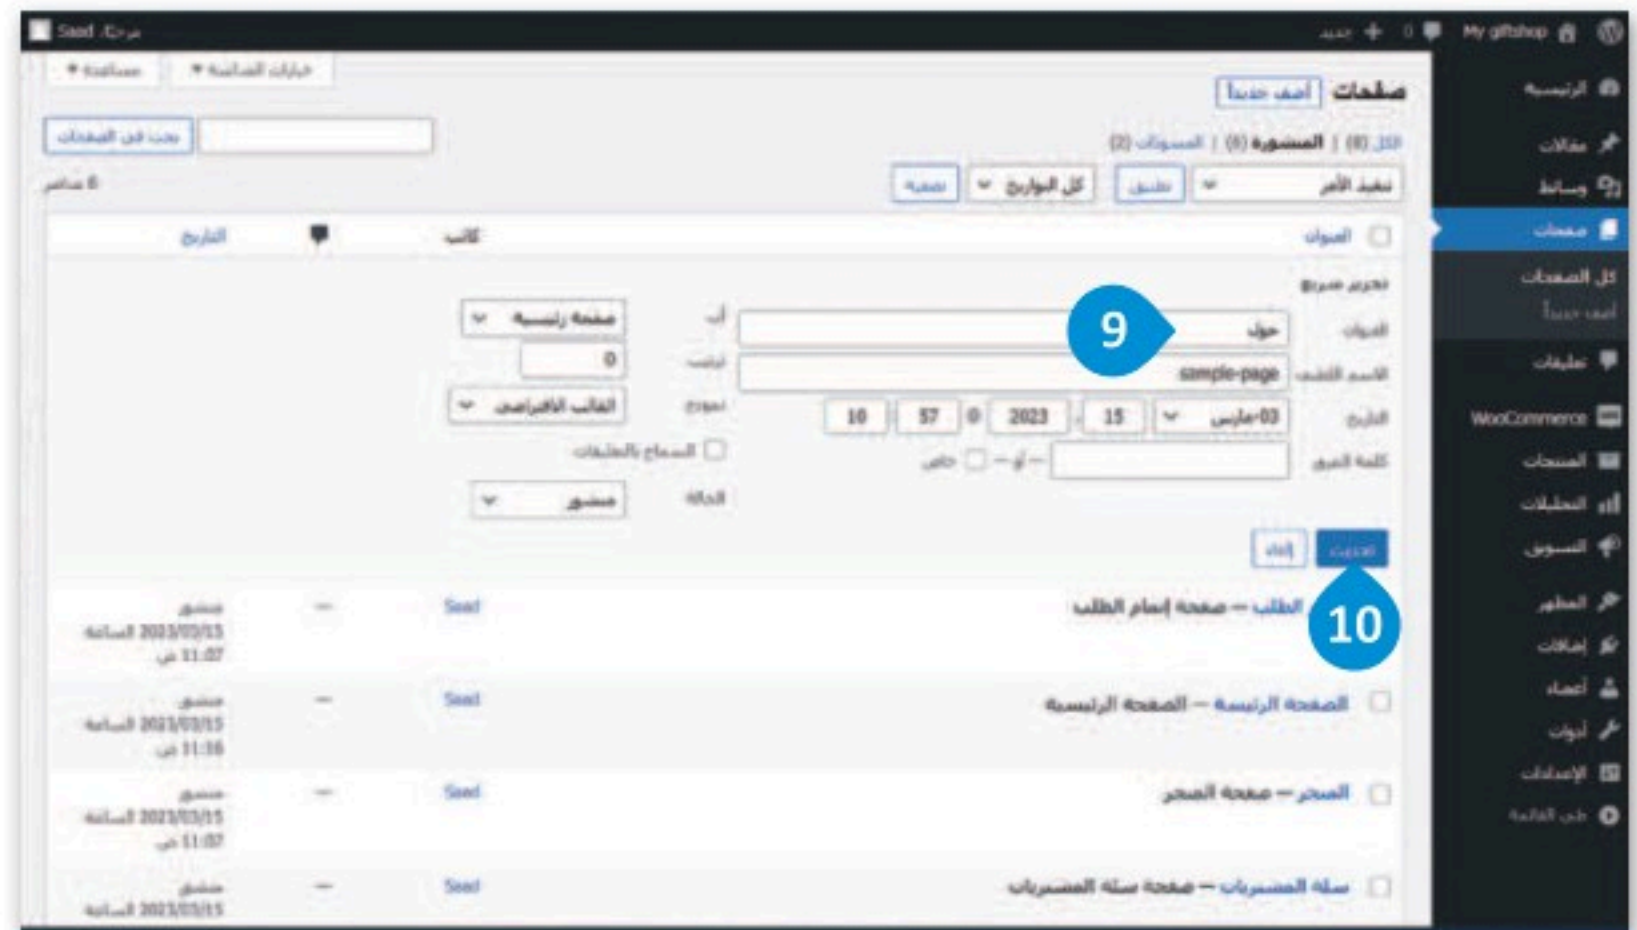 My giftshop 0 + جديد
مرحبًا، Saad
الرئيسية
مقالات
وسائط
صفحات
كل الصفحات
أضف جديداً
تعليقات
WooCommerce
المنتجات
التحليلات
التسويق
المظهر
إضافات
أعضاء
أدوات
الإعدادات
طي القائمة
خيارات الشاشة
مساعدة
صفحات أضف جديداً
الكل (8) | المنشورة (6) | المسودات (2)
بحث في الصفحات
تنفيذ الأمر تطبيق كل التواريخ تصفية
6 عناصر
العنوان كاتب التاريخ
تحرير سريع
العنوان حول 9
الاسم اللطيف sample-page
التاريخ 03-مارس 15 , 2023 @ 57 : 10
كلمة المرور – أو – خاص
أب صفحة رئيسية
ترتيب 0
نموذج القالب الافتراضي
السماح بالتعليقات
الحالة منشور
تحديث إلغاء
10
الطلب — صفحة إتمام الطلب Saad — منشور
2023/03/15 الساعة
11:07 ص
الصفحة الرئيسة — الصفحة الرئيسية Saad — منشور
2023/03/15 الساعة
11:16 ص
المتجر — صفحة المتجر Saad — منشور
2023/03/15 الساعة
11:07 ص
سلة المشتريات — صفحة سلة المشتريات Saad — منشور
2023/03/15 الساعة